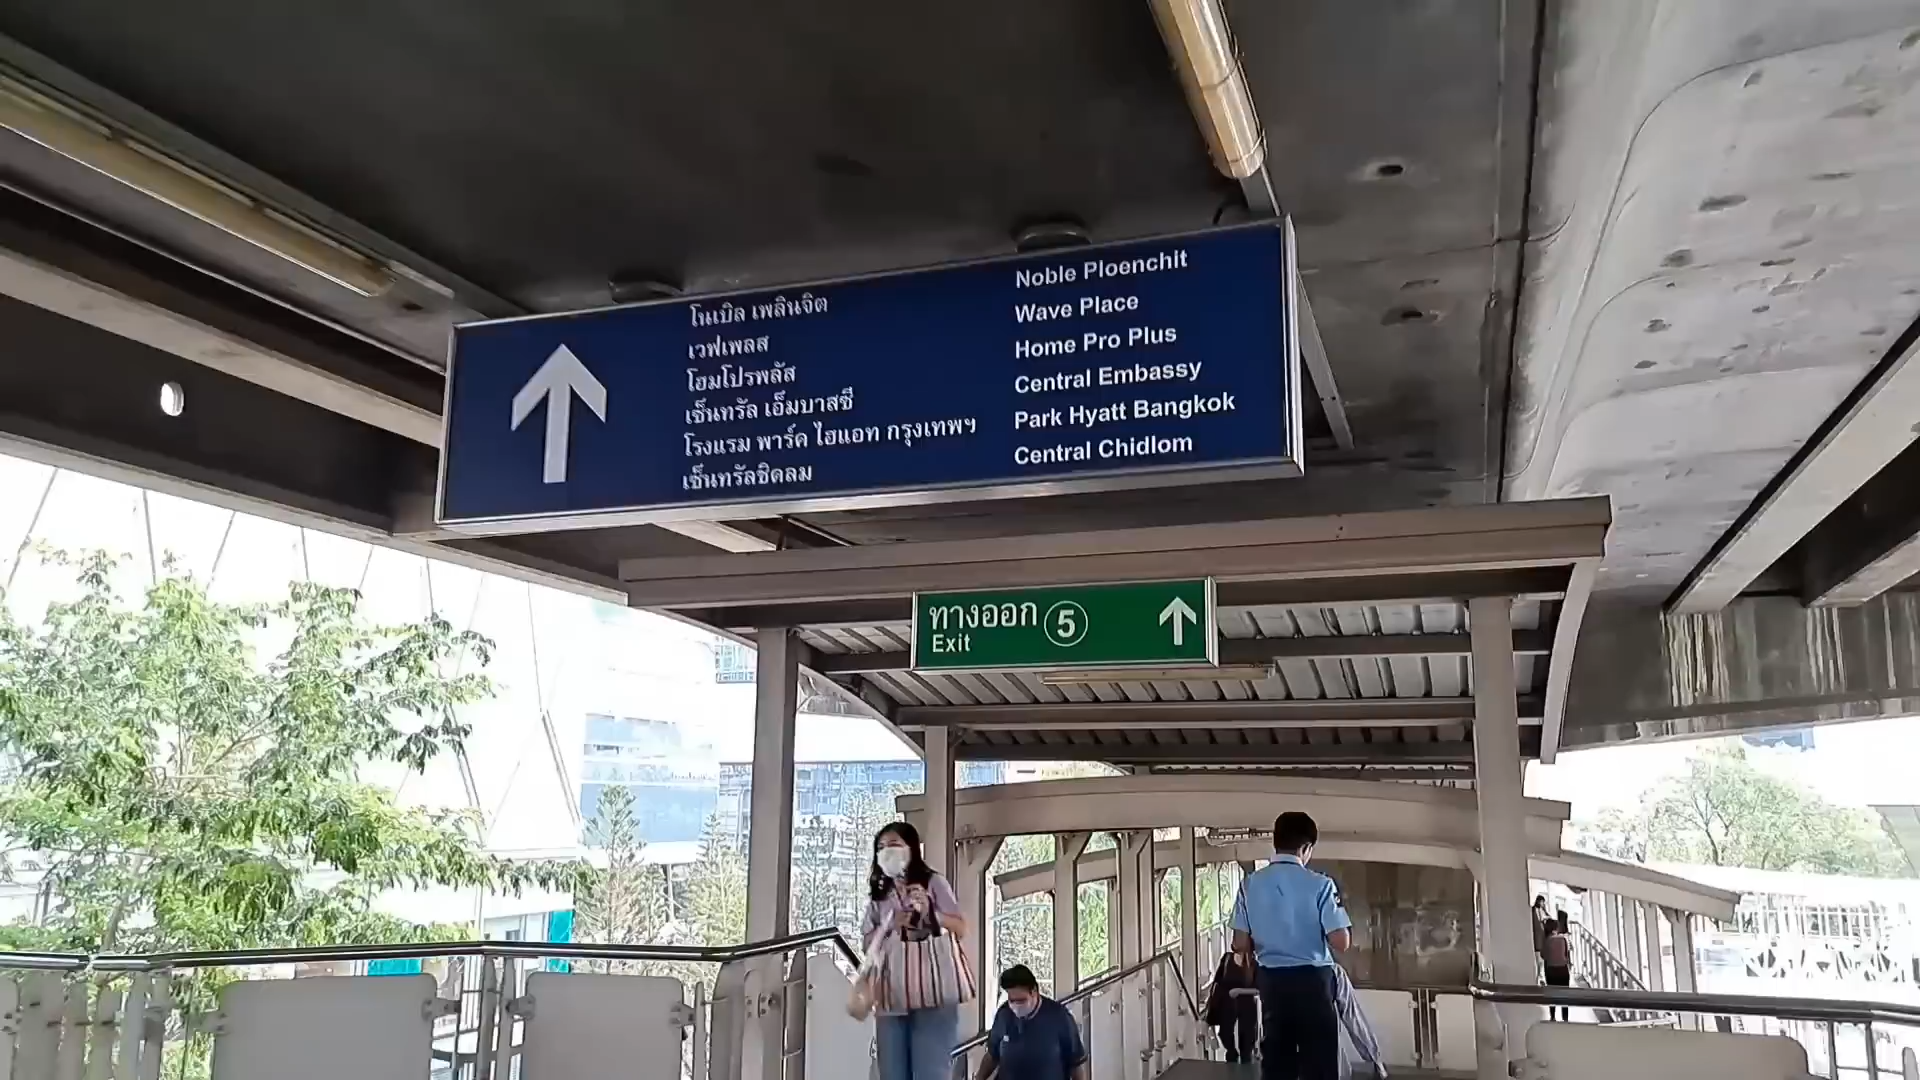 โนเบิล เพลินจิต
เวฟเพลส
โฮมโปรพลัส
เซ็นทรัล เอ็มบาสซี
โรงแรม พาร์ค ไฮแอท กรุงเทพฯ
เซ็นทรัลชิดลม
Noble Ploenchit
Wave Place
Home Pro Plus
Central Embassy
Park Hyatt Bangkok
Central Chidlom
ทางออก 5
Exit